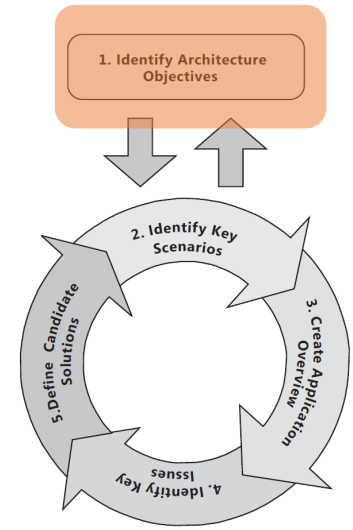 1. Identify Architecture
Objectives
2. Identify Key
Scenarios
3. Create Application
Overview
4. Identify Key
Issues
5.Define Candidate
Solutions